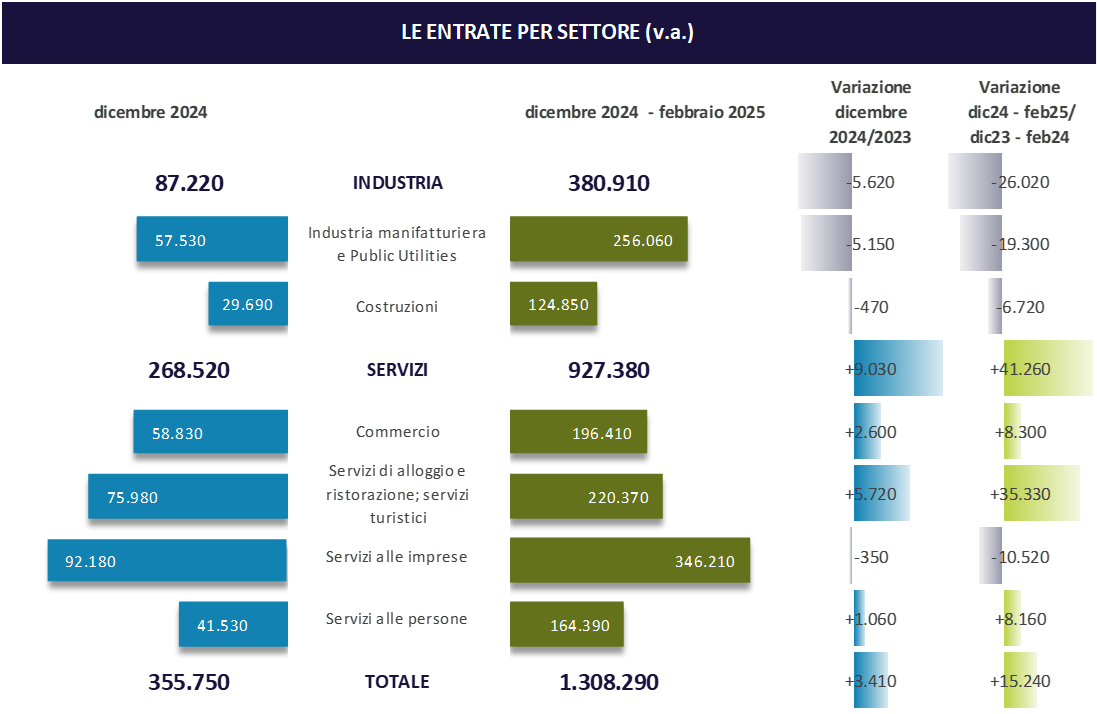 LE ENTRATE PER SETTORE (v.a.)
dicembre 2024
dicembre 2024 - febbraio 2025
Variazione
dicembre
2024/2023
Variazione
dic24 - feb25/
dic23 - feb24
87.220 INDUSTRIA 380.910 -5.620 -26.020
57.530
Industria manifatturiera
e Public Utilities
256.060 -5.150 -19.300
29.690 Costruzioni 124.850 -470 -6.720
268.520 SERVIZI 927.380 +9.030 +41.260
58.830 Commercio 196.410 +2.600 +8.300
75.980
Servizi di alloggio e
ristorazione; servizi
turistici
220.370 +5.720 +35.330
92.180 Servizi alle imprese 346.210 -350 -10.520
41.530 Servizi alle persone 164.390 +1.060 +8.160
355.750 TOTALE 1.308.290 +3.410 +15.240